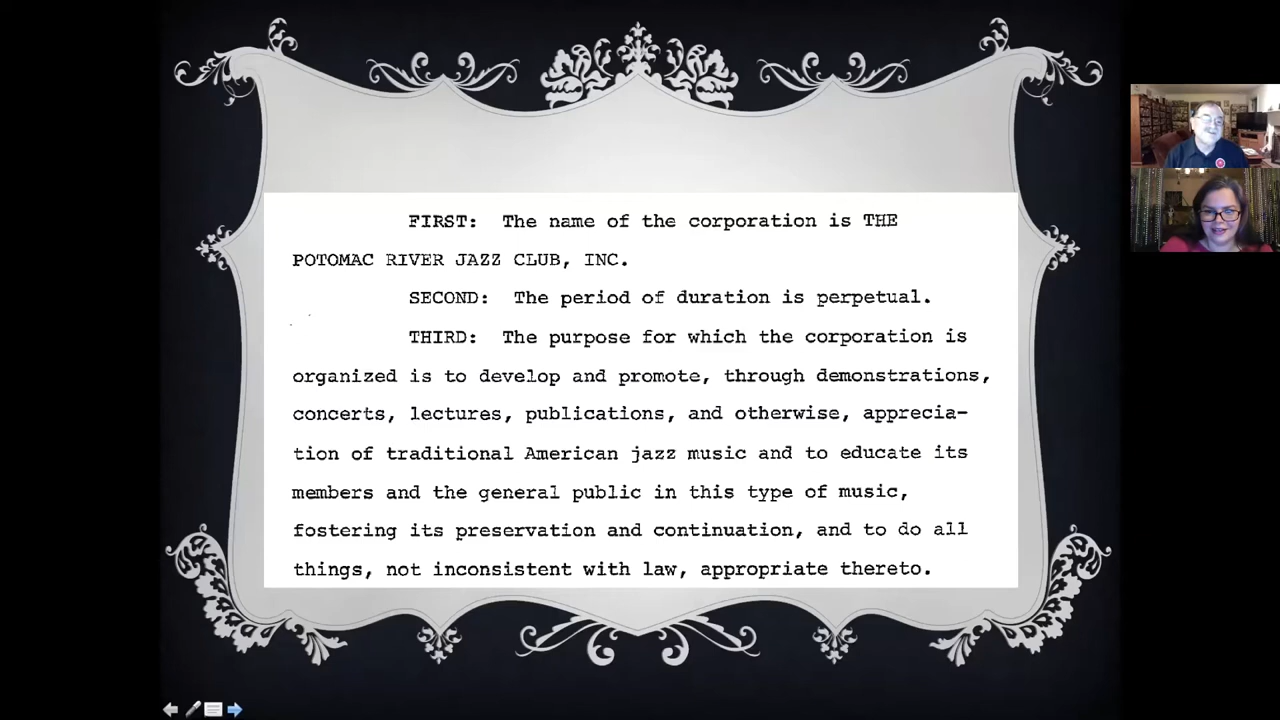 FIRST: The name of the corporation is THE
POTOMAC RIVER JAZZ CLUB, INC.
SECOND: The period of duration is perpetual.
THIRD: The purpose for which the corporation is
organized is to develop and promote, through demonstrations,
concerts, lectures, publications, and otherwise, apprecia-
tion of traditional American jazz music and to educate its
members and the general public in this type of music,
fostering its preservation and continuation, and to do all
things, not inconsistent with law, appropriate thereto.